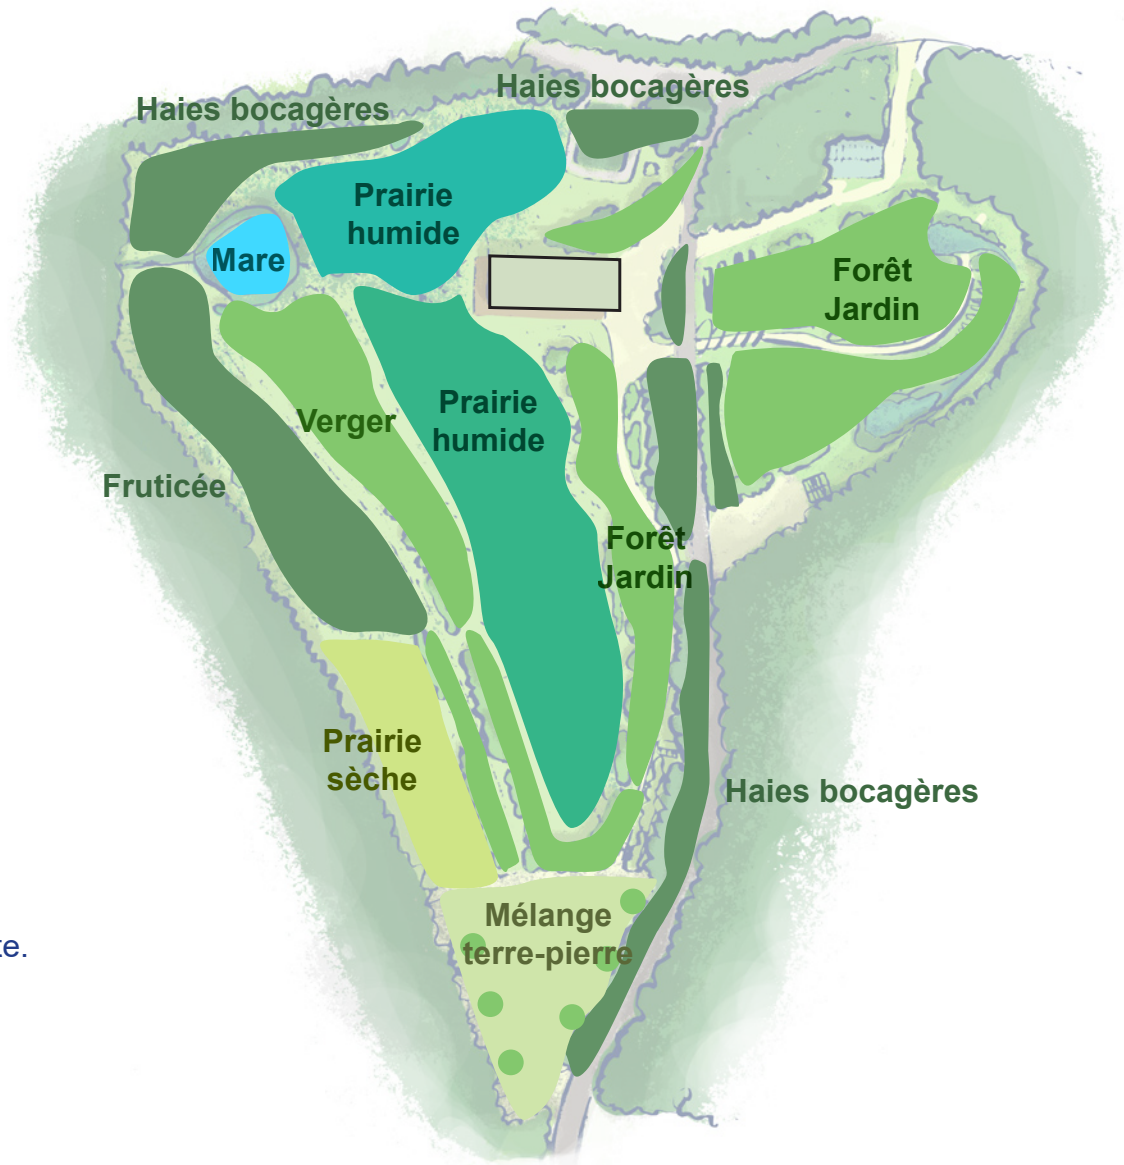 Haies bocagères
Haies bocagères
Prairie
humide
Mare
Forêt
Jardin
Verger
Prairie
humide
Fruticée
Forêt
Jardin
Prairie
sèche
Haies bocagères
Mélange
terre-pierre